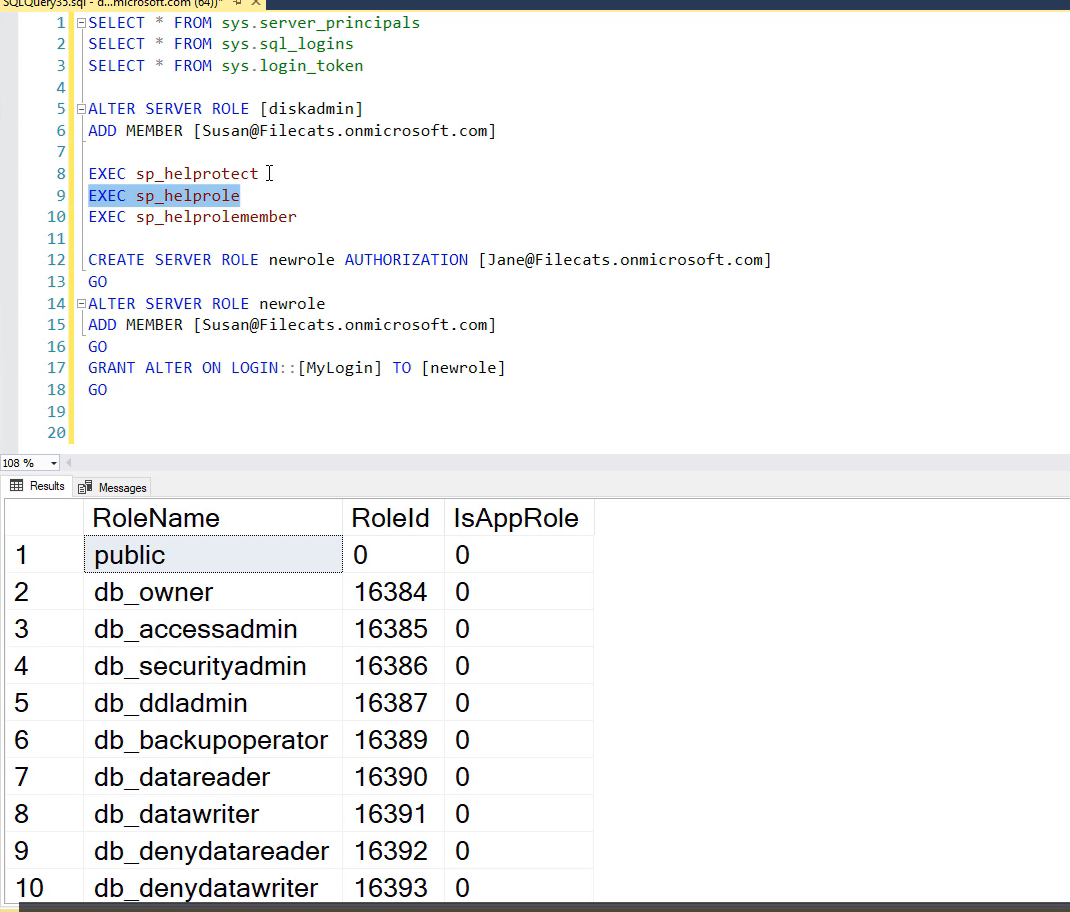 SQLQuery35.sql - d...microsoft.com (64))*
1 SELECT * FROM sys.server_principals
2 SELECT * FROM sys.sql_logins
3 SELECT * FROM sys.login_token
4
5 ALTER SERVER ROLE [diskadmin]
6 ADD MEMBER [Susan@Filecats.onmicrosoft.com]
7
8 EXEC sp_helprotect
9 EXEC sp_helprole
10 EXEC sp_helprolemember
11
12 CREATE SERVER ROLE newrole AUTHORIZATION [Jane@Filecats.onmicrosoft.com]
13 GO
14 ALTER SERVER ROLE newrole
15 ADD MEMBER [Susan@Filecats.onmicrosoft.com]
16 GO
17 GRANT ALTER ON LOGIN::[MyLogin] TO [newrole]
18 GO
19
20
108 %
Results Messages
RoleName RoleId IsAppRole
1 public 0 0
2 db_owner 16384 0
3 db_accessadmin 16385 0
4 db_securityadmin 16386 0
5 db_ddladmin 16387 0
6 db_backupoperator 16389 0
7 db_datareader 16390 0
8 db_datawriter 16391 0
9 db_denydatareader 16392 0
10 db_denydatawriter 16393 0